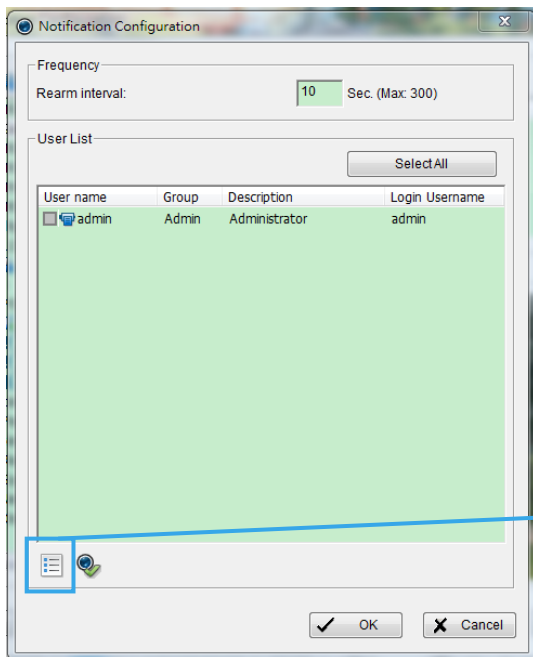 Notification Configuration
Frequency
Rearm interval: 10 Sec. (Max: 300)
User List
Select All
User name Group Description Login Username
admin Admin Administrator admin
OK Cancel